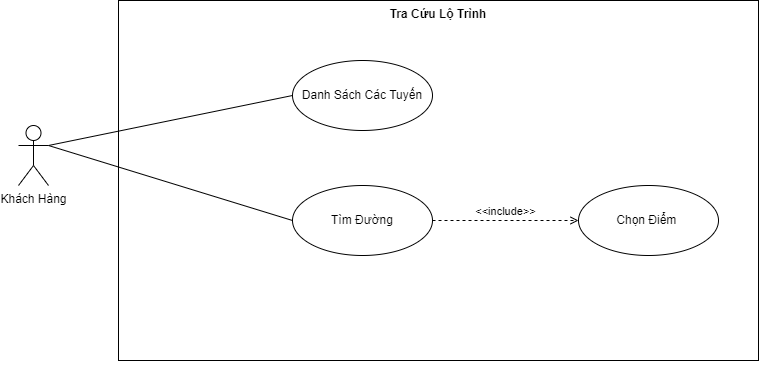 Tra Cứu Lộ Trình
Danh Sách Các Tuyến
Khách Hàng
Tìm Đường
<<include>>
Chọn Điểm